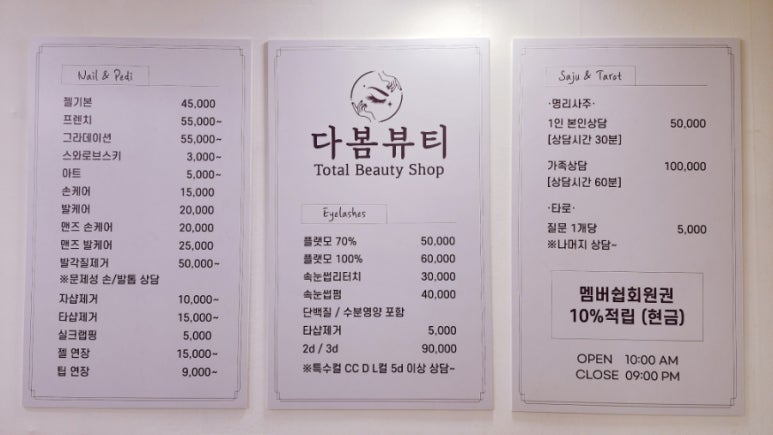 Nail & Pedi
젤기본 45,000
프렌치 55,000~
그라데이션 55,000~
스와로브스키 3,000~
아트 5,000~
손케어 15,000
발케어 20,000
맨즈 손케어 20,000
맨즈 발케어 25,000
발각질제거 50,000~
※문제성 손/발톱 상담
자샵제거 10,000~
타샵제거 15,000~
실크랩핑 5,000
젤 연장 15,000~
팁 연장 9,000~
다봄뷰티
Total Beauty Shop
Eyelashes
플랫모 70% 50,000
플랫모 100% 60,000
속눈썹리터치 30,000
속눈썹펌 40,000
단백질 / 수분영양 포함
타샵제거 5,000
2d / 3d 90,000
※특수컬 CC D L컬 5d 이상 상담~
Saju & Tarot
·명리사주·
1인 본인상담 50,000
[상담시간 30분]
가족상담 100,000
[상담시간 60분]
·타로·
질문 1개당 5,000
※나머지 상담~
멤버쉽회원권
10%적립 (현금)
OPEN 10:00 AM
CLOSE 09:00 PM